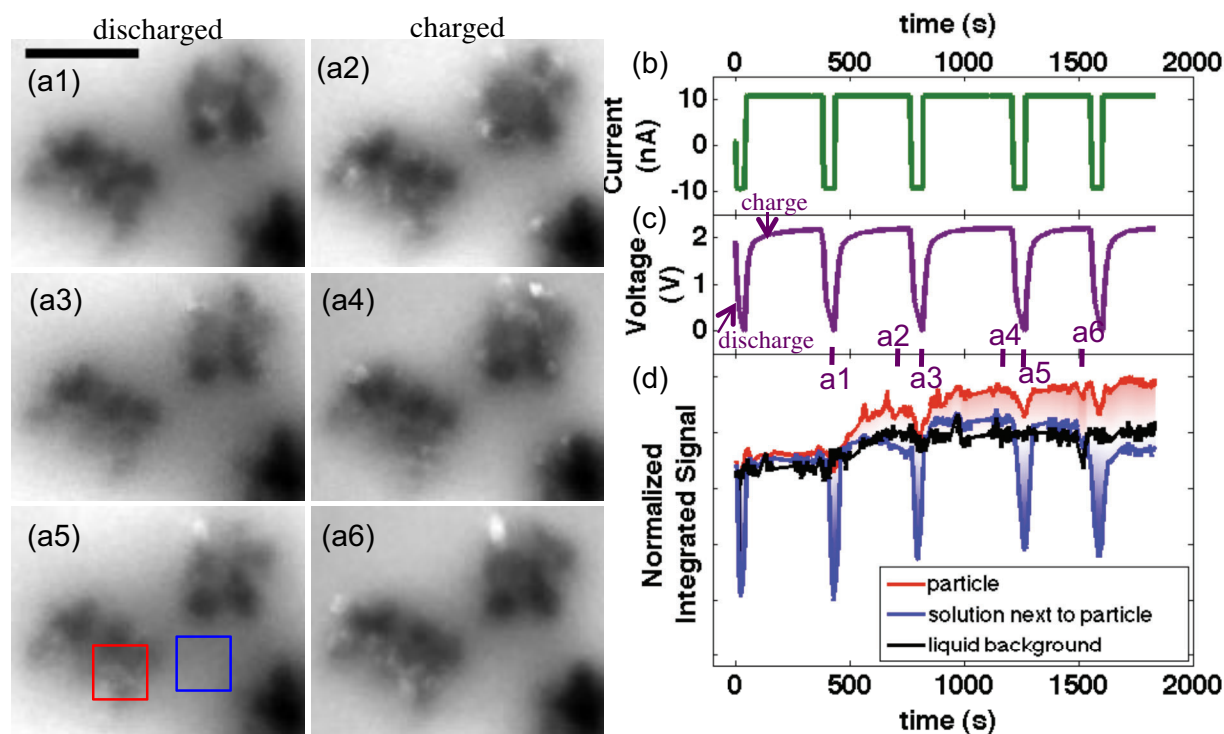 discharged
charged
(a1)
(a2)
(a3)
(a4)
(a5)
(a6)
time (s)
0 500 1000 1500 2000
(b)
Current
(nA)
10
0
-10
(c)
Voltage
(V)
2
1
0
charge
discharge
a2 a4 a6
a1 a3 a5
(d)
Normalized
Integrated Signal
particle
solution next to particle
liquid background
0 500 1000 1500 2000
time (s)